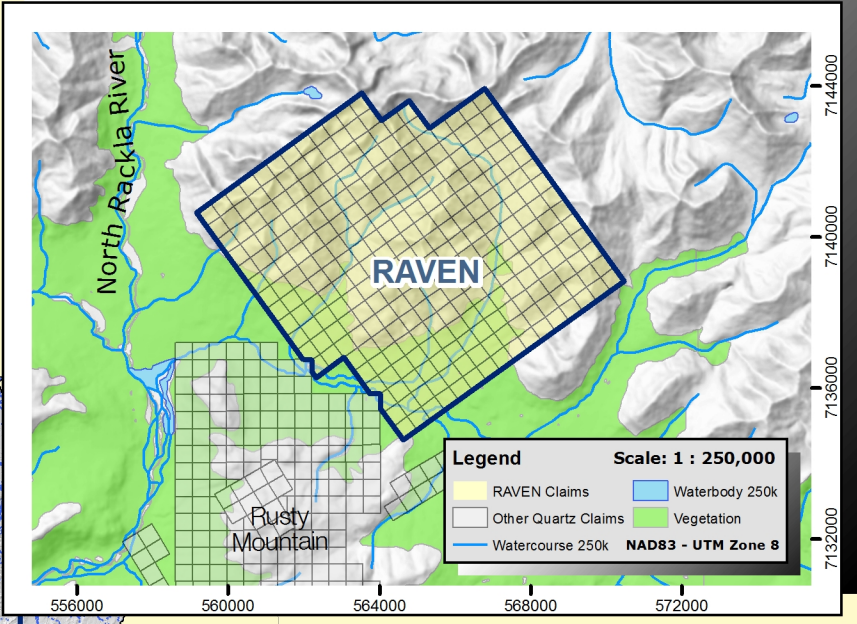 North Rackla River
7144000
7140000
RAVEN
7136000
Legend
Scale: 1 : 250,000
RAVEN Claims
Waterbody 250k
Other Quartz Claims
Vegetation
Watercourse 250k
NAD83 - UTM Zone 8
Rusty
Mountain
7132000
556000
560000
564000
568000
572000